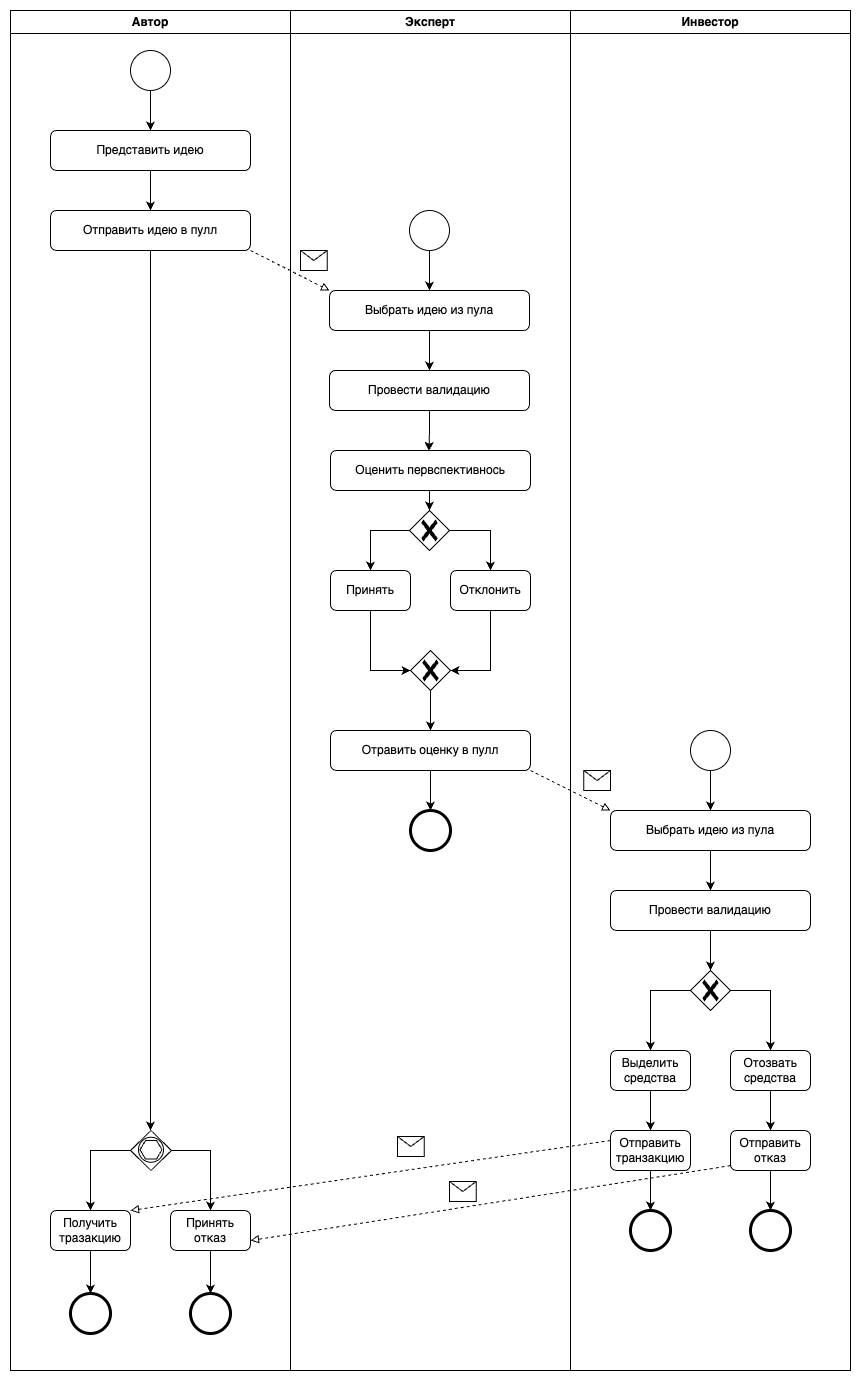 Автор
Эксперт
Инвестор
Представить идею
Отправить идею в пулл
Выбрать идею из пула
Провести валидацию
Оценить первспективнось
Принять
Отклонить
Отравить оценку в пулл
Выбрать идею из пула
Провести валидацию
Выделить
средства
Отозвать
средства
Отправить
транзакцию
Отправить
отказ
Получить
тразакцию
Принять
отказ